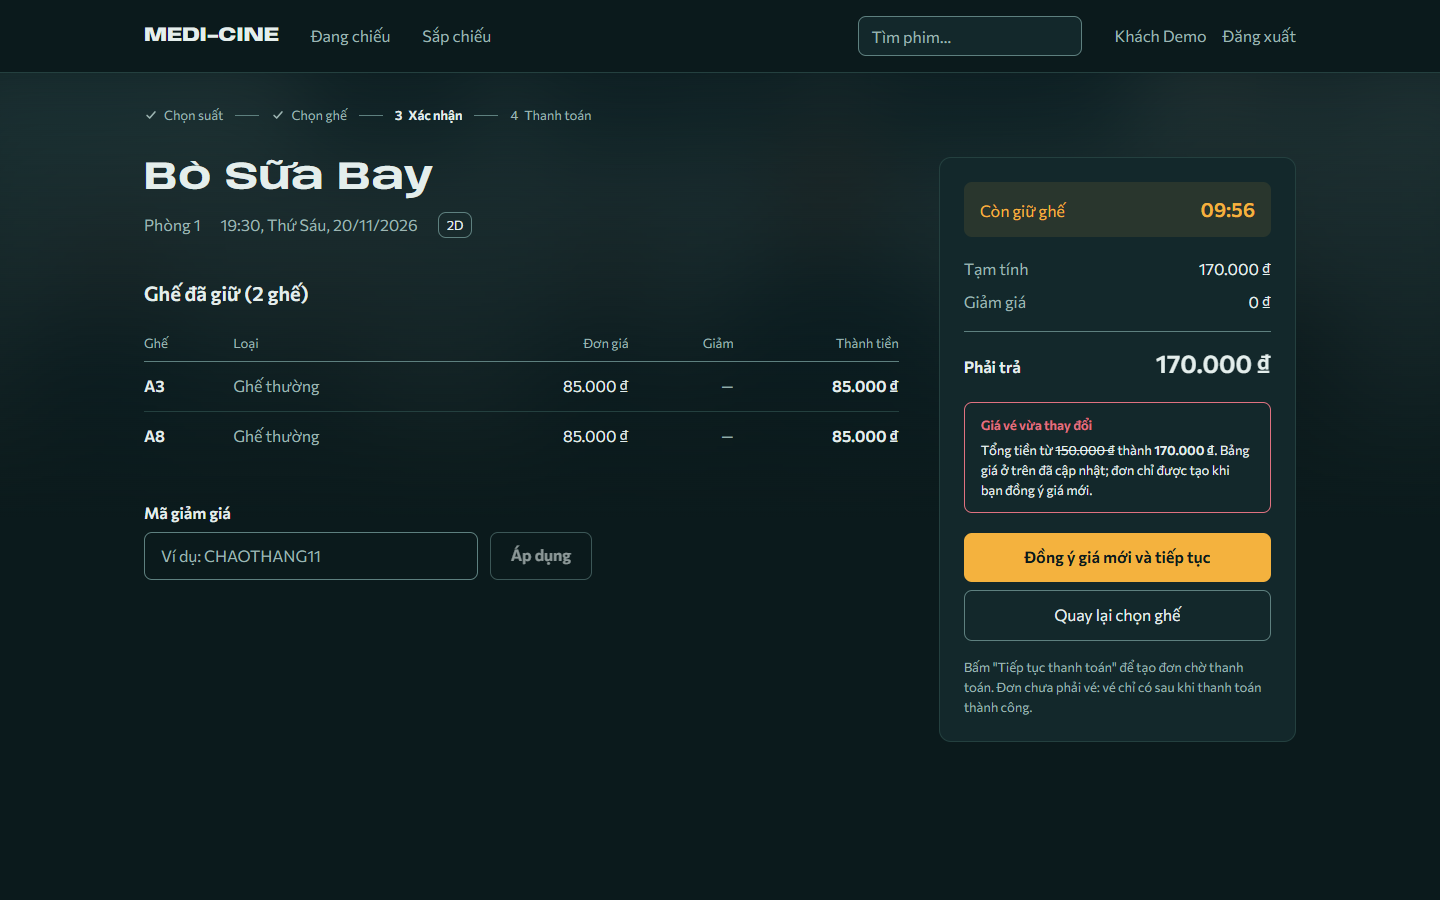 MEDI-CINE
Đang chiếu
Sắp chiếu
Tìm phim...
Khách Demo
Đăng xuất
Chọn suất
Chọn ghế
3 Xác nhận
4 Thanh toán
Bò Sữa Bay
Phòng 1 19:30, Thứ Sáu, 20/11/2026 2D
Ghế đã giữ (2 ghế)
Ghế Loại Đơn giá Giảm Thành tiền
A3 Ghế thường 85.000 ₫ — 85.000 ₫
A8 Ghế thường 85.000 ₫ — 85.000 ₫
Mã giảm giá
Ví dụ: CHAOTHANG11
Áp dụng
Còn giữ ghế 09:56
Tạm tính 170.000 ₫
Giảm giá 0 ₫
Phải trả 170.000 ₫
Giá vé vừa thay đổi
Tổng tiền từ 150.000 ₫ thành 170.000 ₫. Bảng
giá ở trên đã cập nhật; đơn chỉ được tạo khi
bạn đồng ý giá mới.
Đồng ý giá mới và tiếp tục
Quay lại chọn ghế
Bấm "Tiếp tục thanh toán" để tạo đơn chờ thanh
toán. Đơn chưa phải vé: vé chỉ có sau khi thanh toán
thành công.